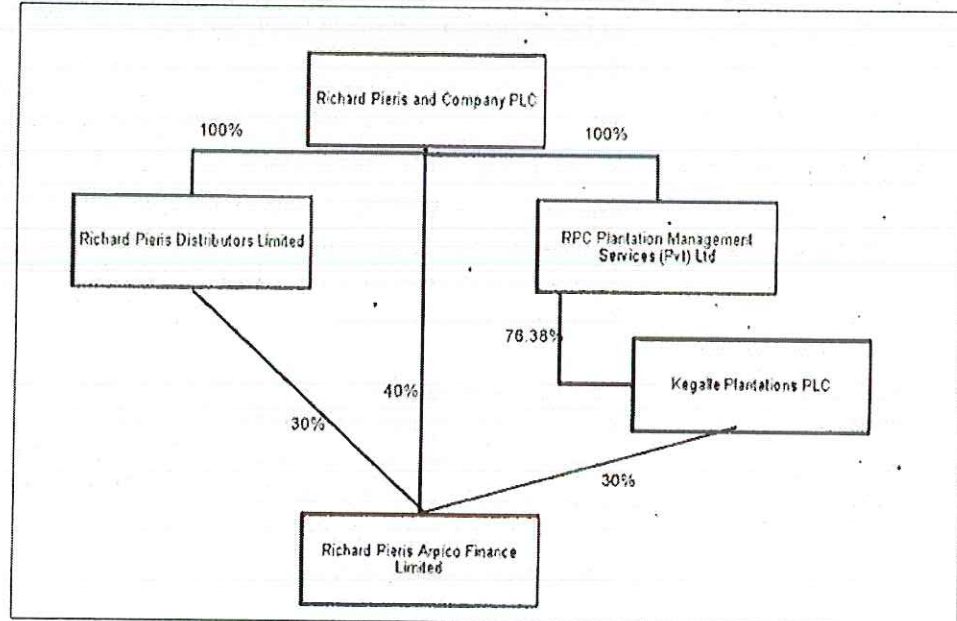 Richard Pieris and Company PLC
100%
100%
Richard Pieris Distributors Limited
RPC Plantation Management
Services (Pvt) Ltd
76.38%
Kegalle Plantations PLC
40%
30%
30%
Richard Pieris Arpico Finance
Limited